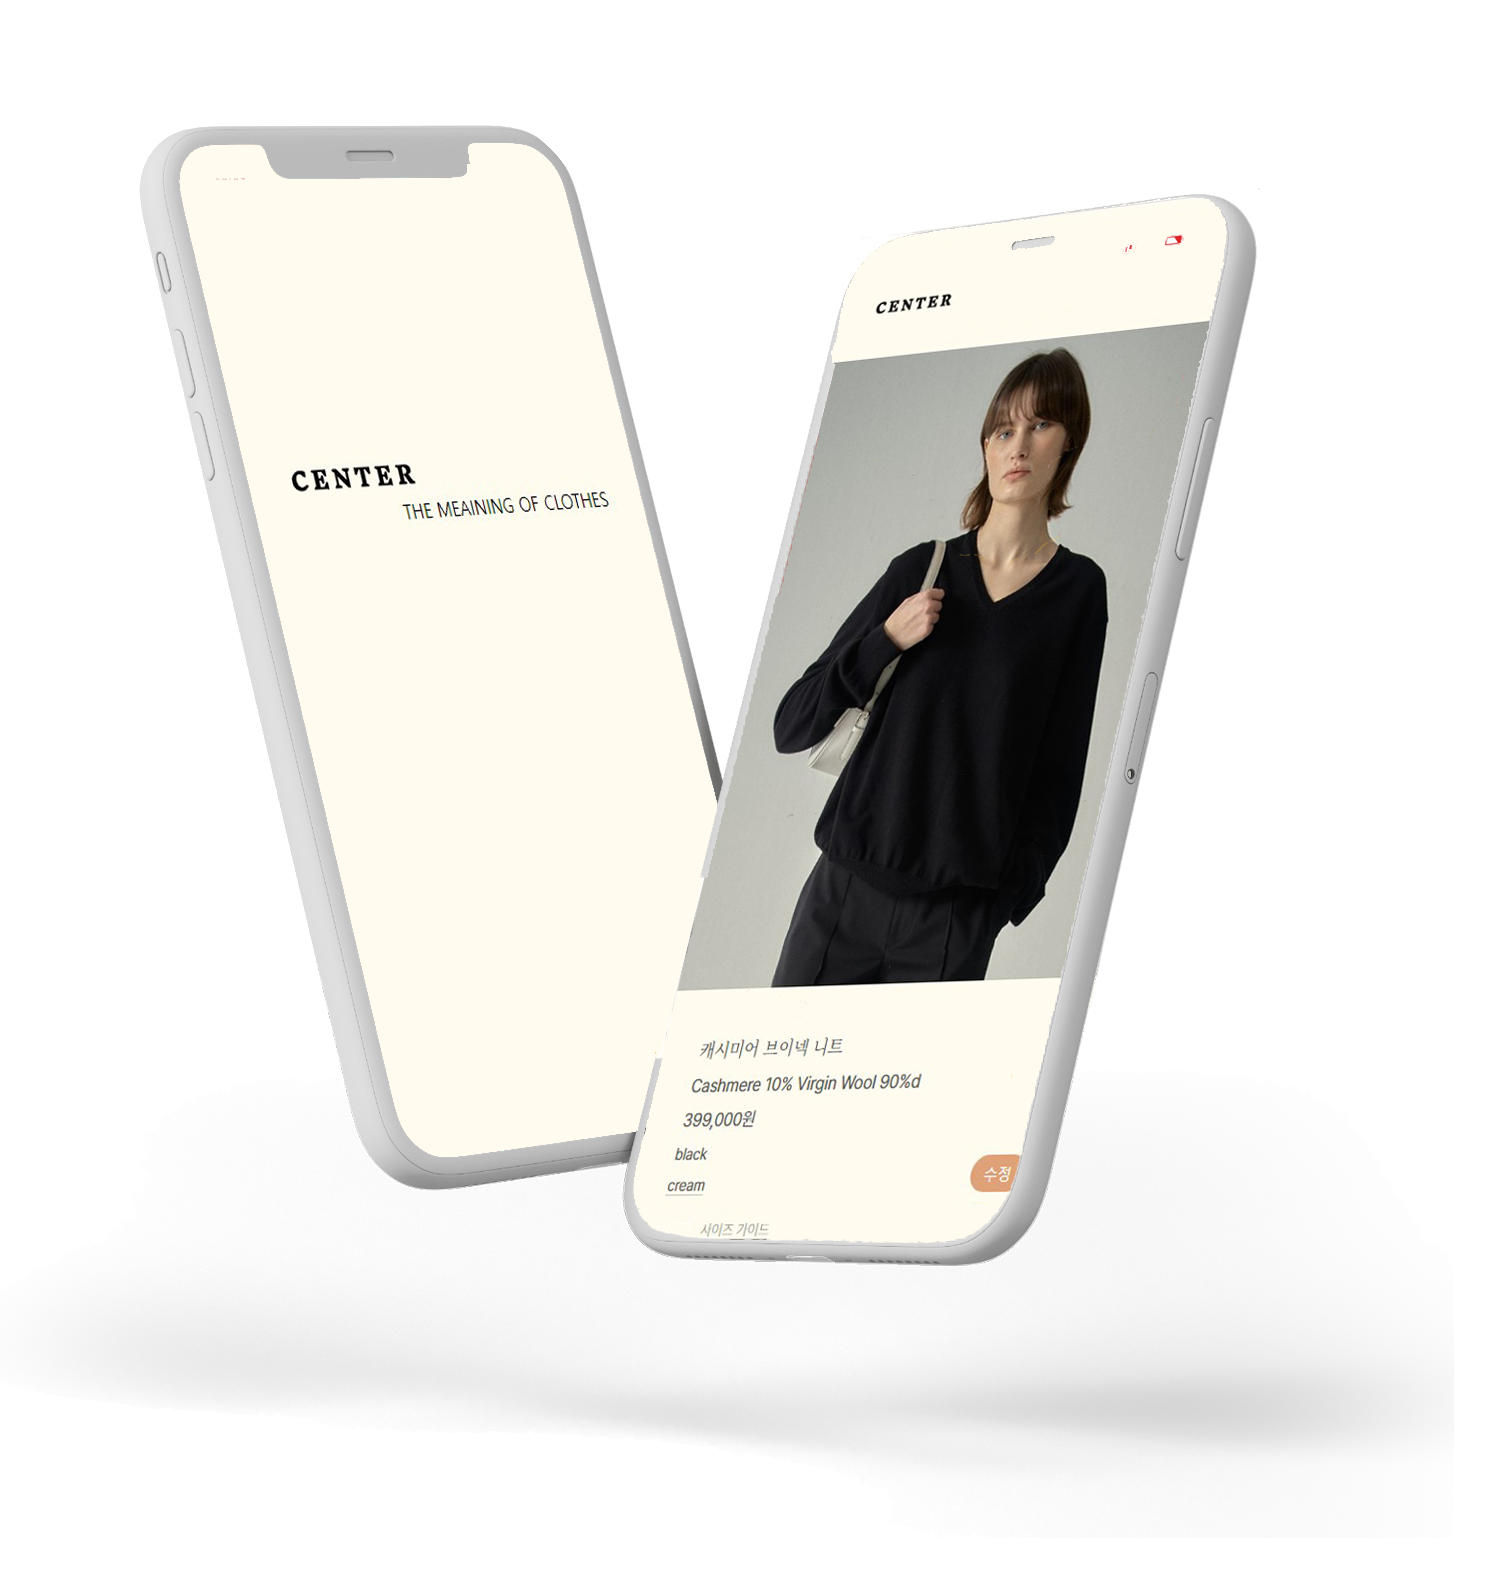 CENTER
THE MEAINING OF CLOTHES
CENTER
캐시미어 브이넥 니트
Cashmere 10% Virgin Wool 90%d
399,000원
black
cream
수정
사이즈 가이드